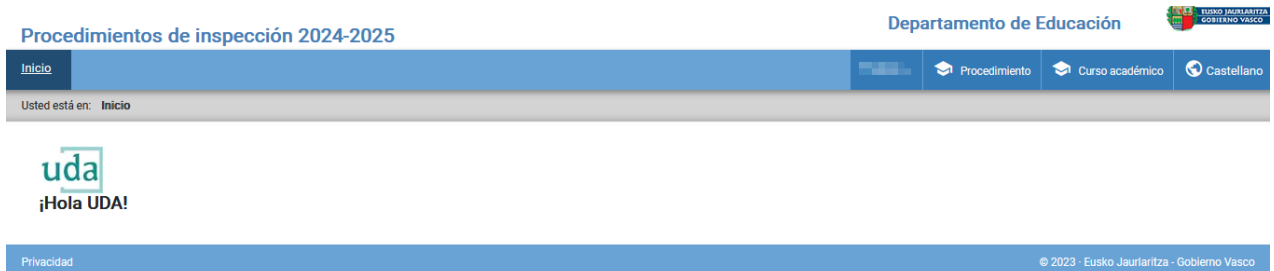 Procedimientos de inspección 2024-2025
Departamento de Educación
EUSKO JAURLARITZA
GOBIERNO VASCO
Inicio
Procedimiento
Curso académico
Castellano
Usted está en: Inicio
uda
¡Hola UDA!
Privacidad
© 2023 · Eusko Jaurlaritza - Gobierno Vasco